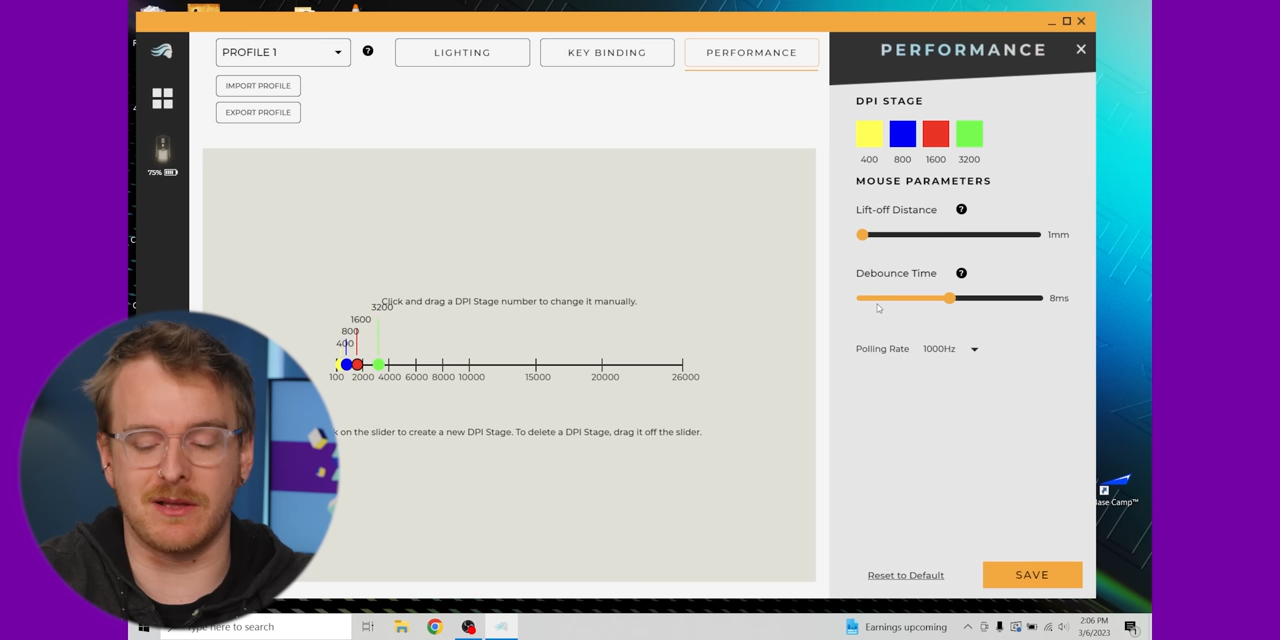 PROFILE 1
?
LIGHTING
KEY BINDING
PERFORMANCE
IMPORT PROFILE
EXPORT PROFILE
75%
Click and drag a DPI Stage number to change it manually.
3200
1600
800
400
100 2000 4000 6000 8000 10000 15000 20000 26000
on the slider to create a new DPI Stage. To delete a DPI Stage, drag it off the slider.
PERFORMANCE
DPI STAGE
400 800 1600 3200
MOUSE PARAMETERS
Lift-off Distance ?
1mm
Debounce Time ?
8ms
Polling Rate 1000Hz
Reset to Default
SAVE
Base Camp™
Type here to search
Earnings upcoming
2:06 PM
3/6/2023
1